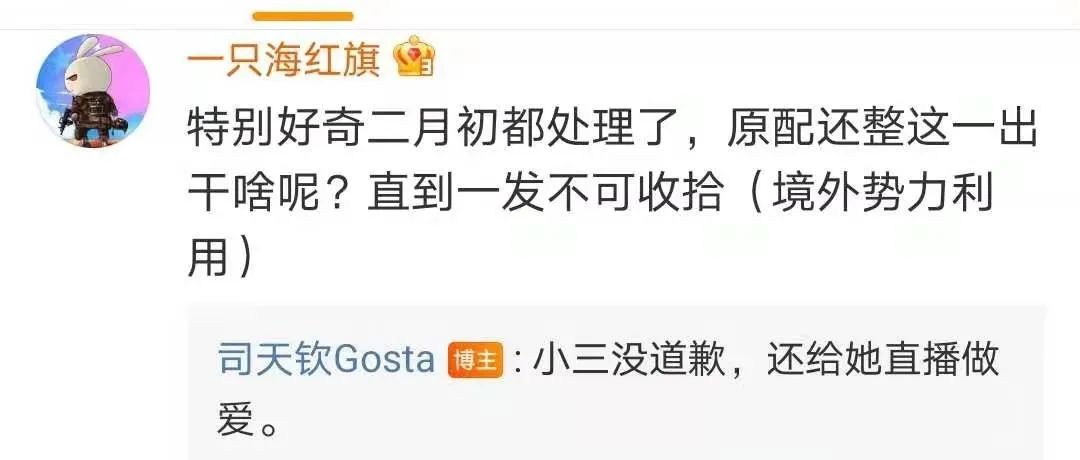 一只海红旗
特别好奇二月初都处理了，原配还整这一出
干啥呢？直到一发不可收拾（境外势力利
用）
司天钦Gosta 博主：小三没道歉，还给她直播做
爱。